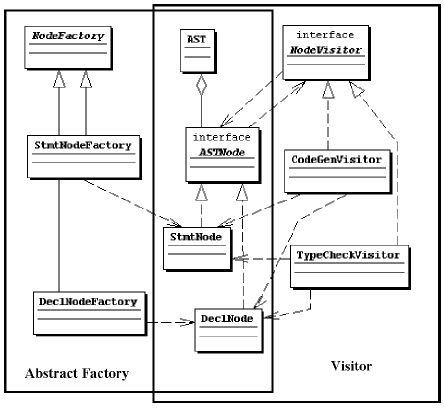 NodeFactory
AST
interface
NodeVisitor
StmtNodeFactory
interface
ASTNode
CodeGenVisitor
StmtNode
TypeCheckVisitor
DeclNodeFactory
DeclNode
Abstract Factory
Visitor